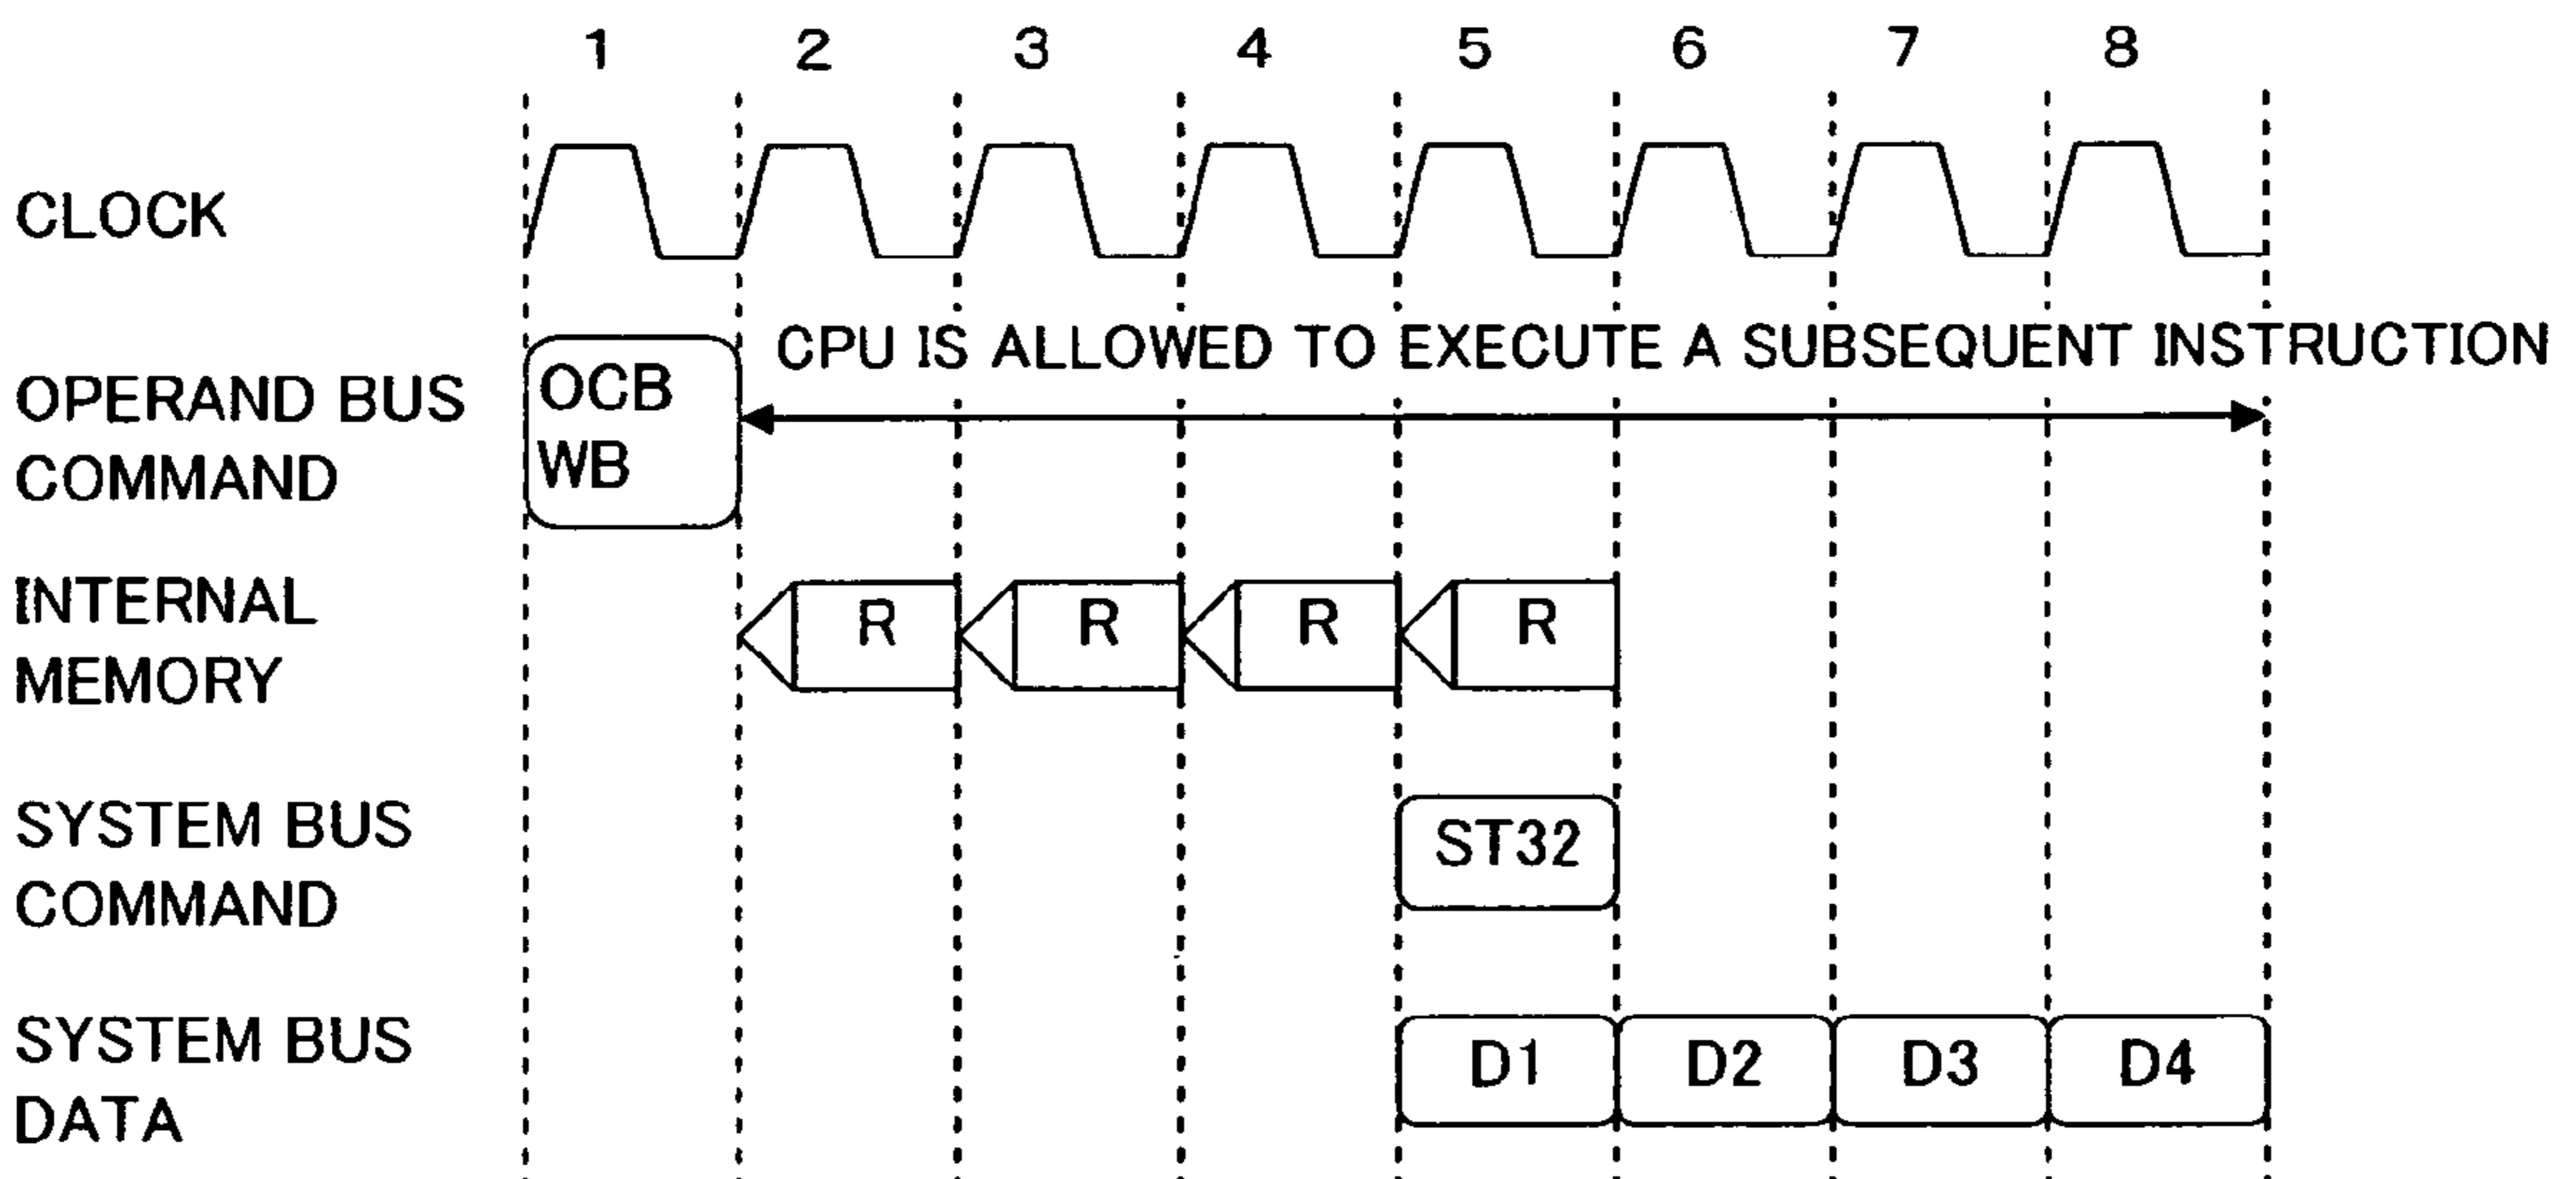 1 2 3 4 5 6 7 8
CLOCK
CPU IS ALLOWED TO EXECUTE A SUBSEQUENT INSTRUCTION
OPERAND BUS
COMMAND
OCB
WB
INTERNAL
MEMORY
R R R R
SYSTEM BUS
COMMAND
ST32
SYSTEM BUS
DATA
D1 D2 D3 D4